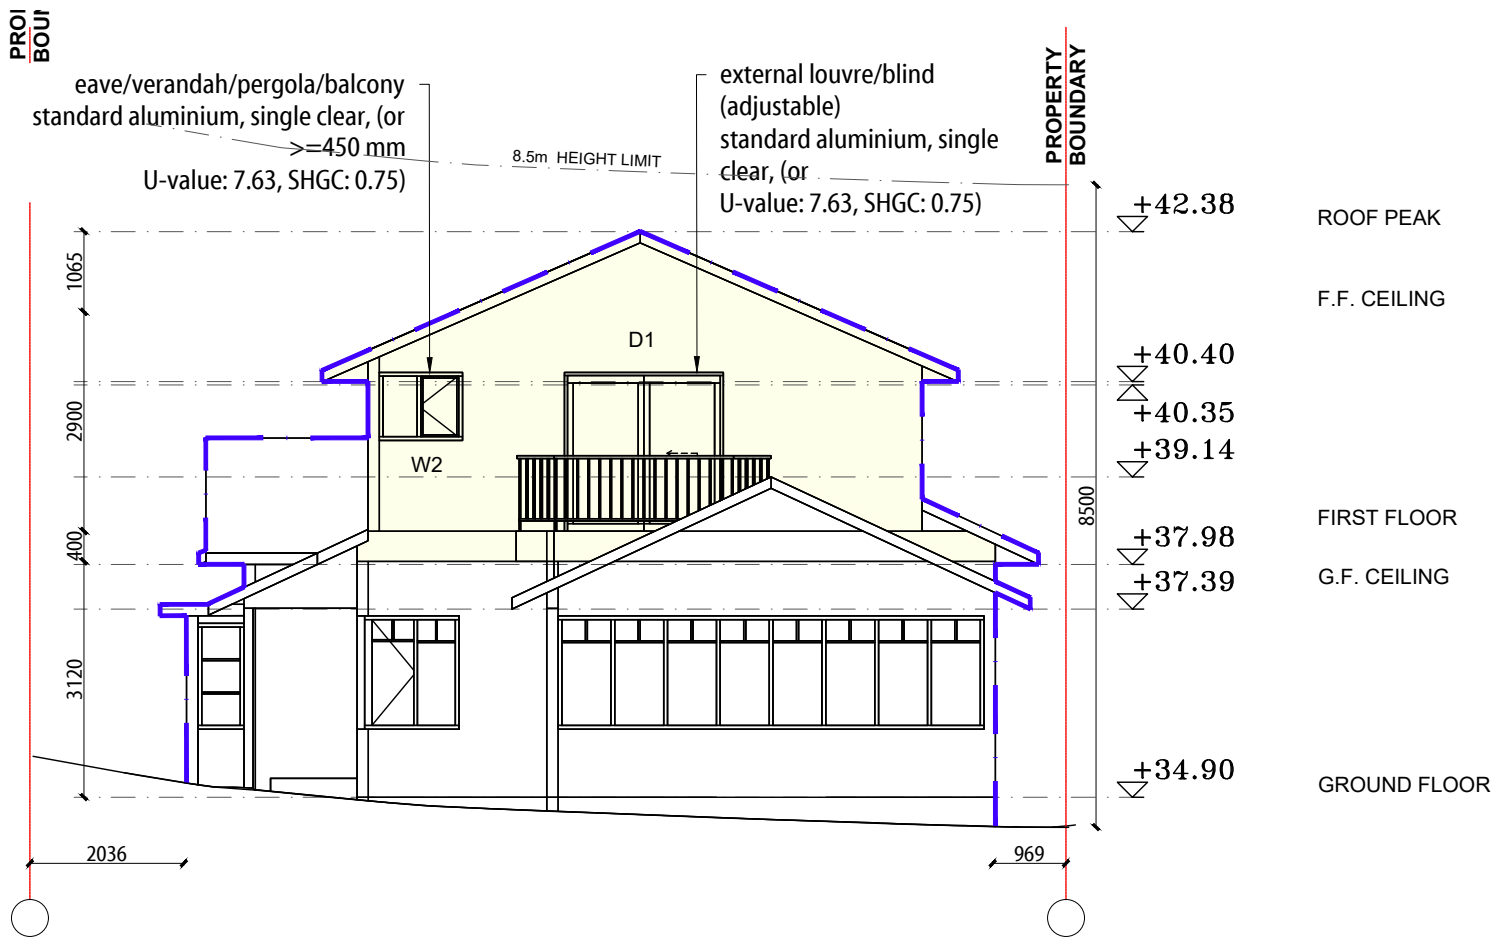 PROPERTY
BOUNDARY
eave/verandah/pergola/balcony
standard aluminium, single clear, (or
>=450 mm
U-value: 7.63, SHGC: 0.75)
8.5m HEIGHT LIMIT
external louvre/blind
(adjustable)
standard aluminium, single
clear, (or
U-value: 7.63, SHGC: 0.75)
+42.38
ROOF PEAK
1065
F.F. CEILING
D1
+40.40
2900
+40.35
+39.14
W2
8500
FIRST FLOOR
400
+37.98
+37.39
G.F. CEILING
3120
+34.90
GROUND FLOOR
2036
969